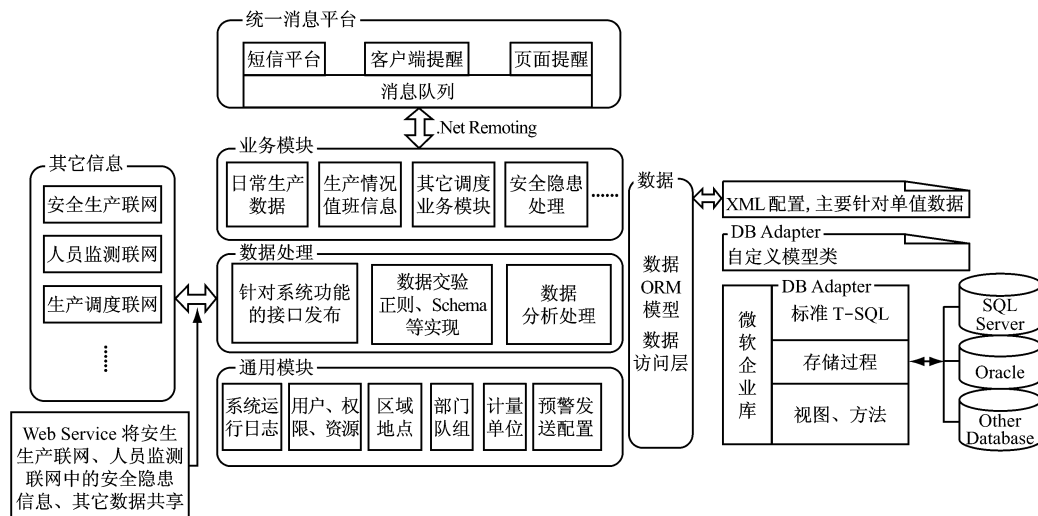 统一消息平台
短信平台
客户端提醒
页面提醒
消息队列
.Net Remoting
其它信息
安全生产联网
人员监测联网
生产调度联网
……
业务模块
日常生产
数据
生产情况
值班信息
其它调度
业务模块
安全隐患
处理
……
数据处理
针对系统功能
的接口发布
数据交验
正则、Schema
等实现
数据
分析处理
通用模块
系统运
行日志
用户、权
限、资源
区域
地点
部门
队组
计量
单位
预警发
送配置
Web Service 将安生
生产联网、人员监测
联网中的安全隐患
信息、其它数据共享
数据
数据
ORM
模型
数据
访问层
XML 配置, 主要针对单值数据
DB Adapter
自定义模型类
微软企业库
DB Adapter
标准 T-SQL
存储过程
视图、方法
SQL
Server
Oracle
Other
Database